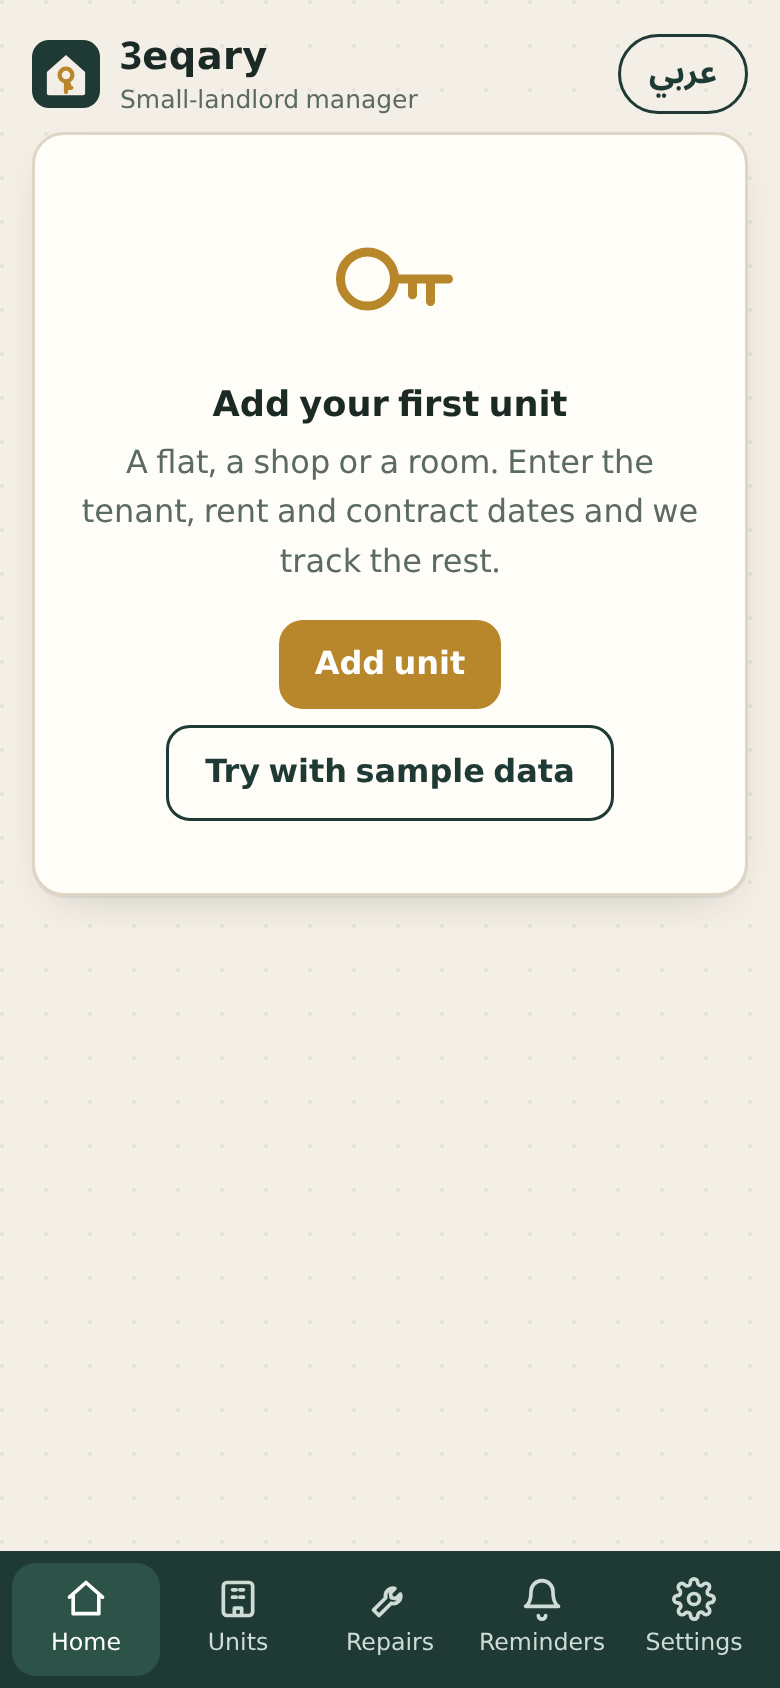 3eqary
Small-landlord manager
عربي
Add your first unit
A flat, a shop or a room. Enter the
tenant, rent and contract dates and we
track the rest.
Add unit
Try with sample data
Home
Units
Repairs
Reminders
Settings